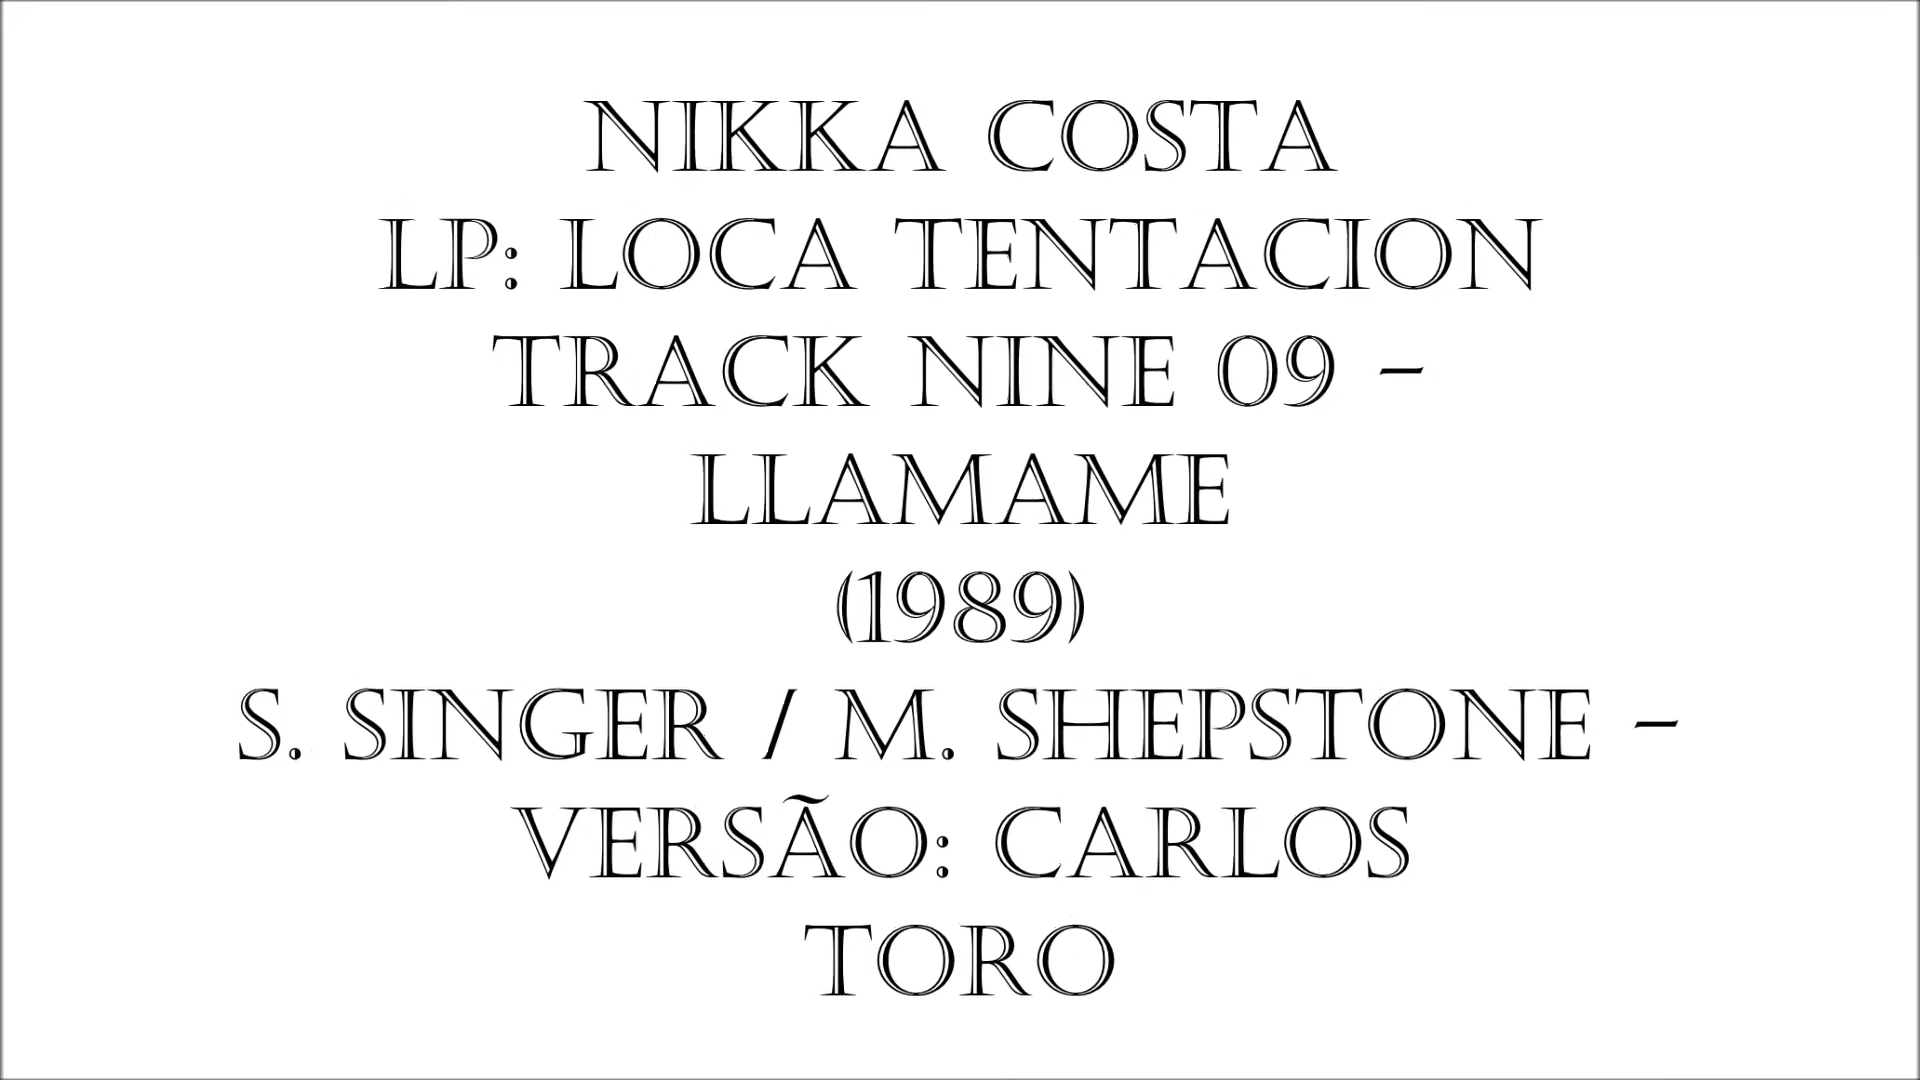 NIKKA COSTA
LP: LOCA TENTACION
TRACK NINE 09 –
LLAMAME
(1989)
S. SINGER / M. SHEPSTONE –
VERSÃO: CARLOS
TORO